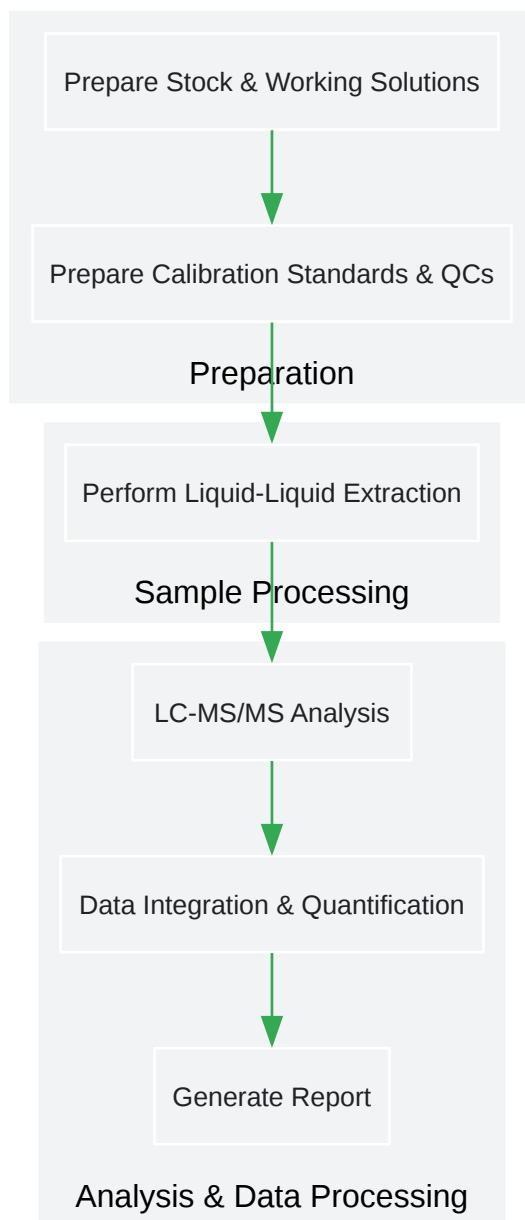 Prepare Stock & Working Solutions
Prepare Calibration Standards & QCs
Preparation
Perform Liquid-Liquid Extraction
Sample Processing
LC-MS/MS Analysis
Data Integration & Quantification
Generate Report
Analysis & Data Processing